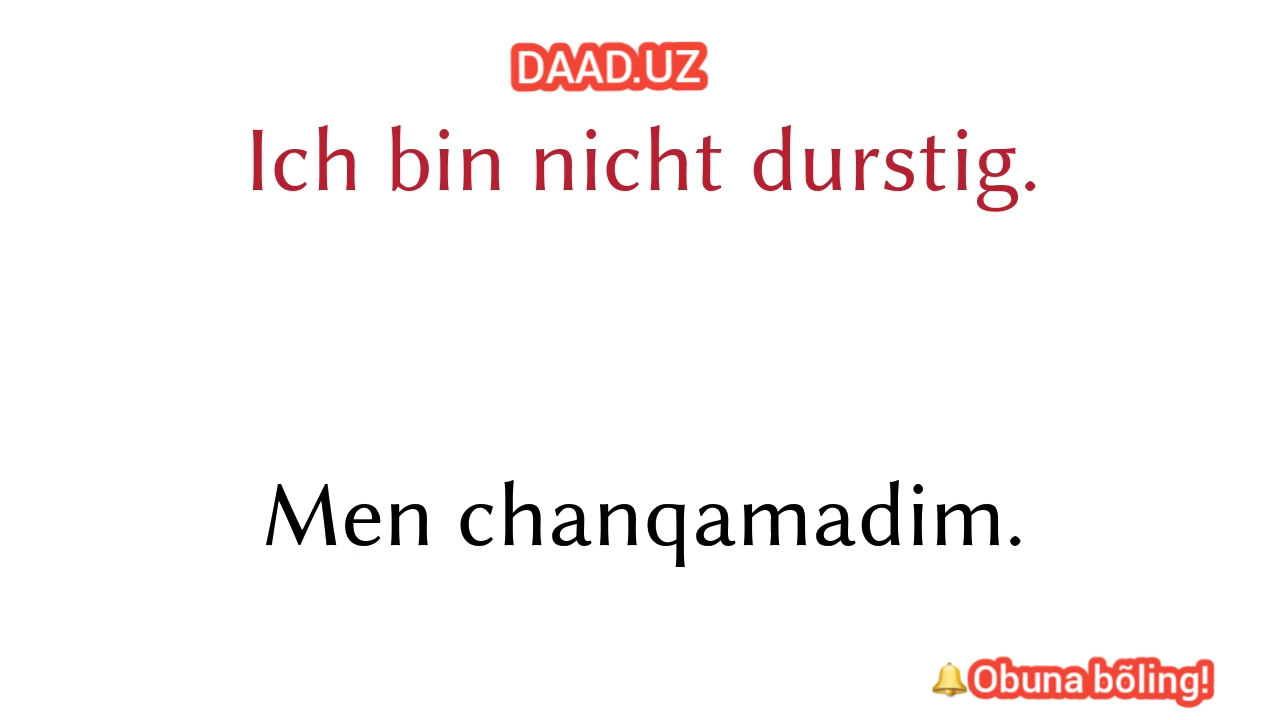 DAAD.UZ
Ich bin nicht durstig.
Men chanqamadim.
🔔Obuna bõling!